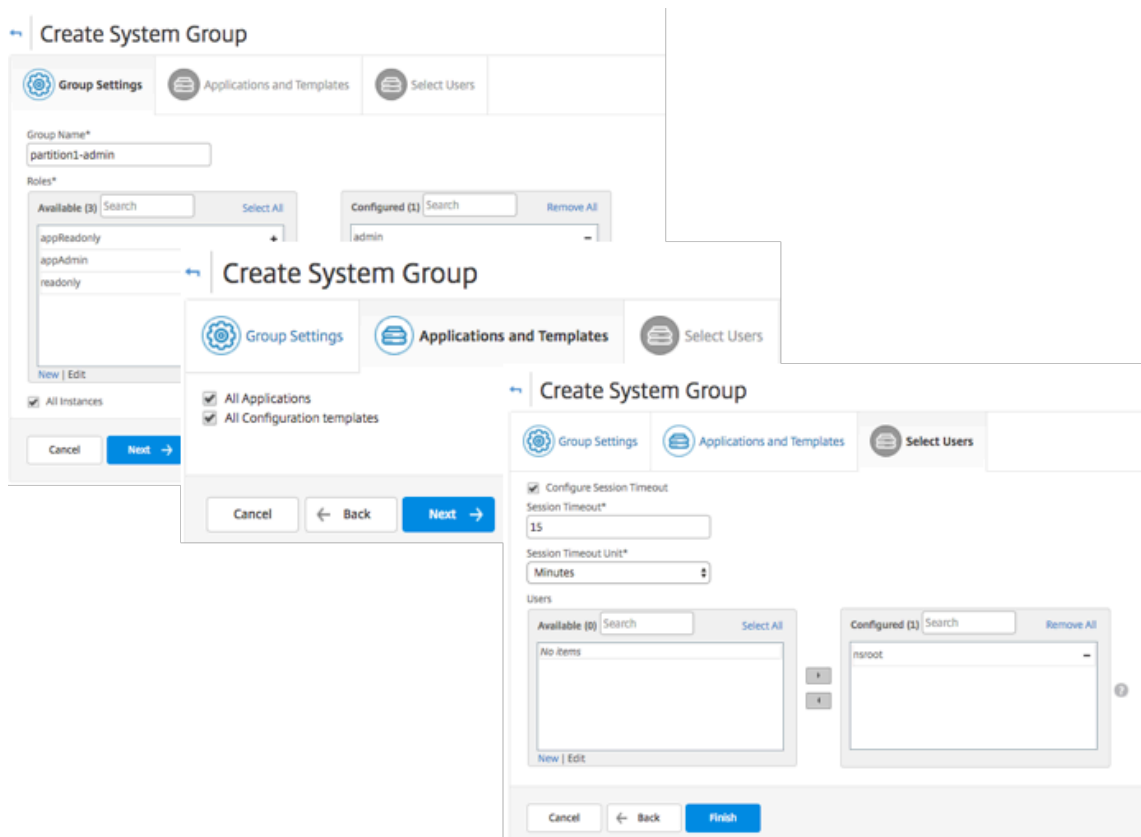 Create System Group
Group Settings Applications and Templates Select Users
Group Name*
partition1-admin
Roles*
Available (3) Search Select All Configured (1) Search Remove All
appReadonly + admin −
appAdmin
readonly
New | Edit
All Instances
Cancel Next →
Create System Group
Group Settings Applications and Templates Select Users
All Applications
All Configuration templates
Cancel ← Back Next →
Create System Group
Group Settings Applications and Templates Select Users
Configure Session Timeout
Session Timeout*
15
Session Timeout Unit*
Minutes
Users
Available (0) Search Select All Configured (1) Search Remove All
No items nsroot −
?
New | Edit
Cancel ← Back Finish